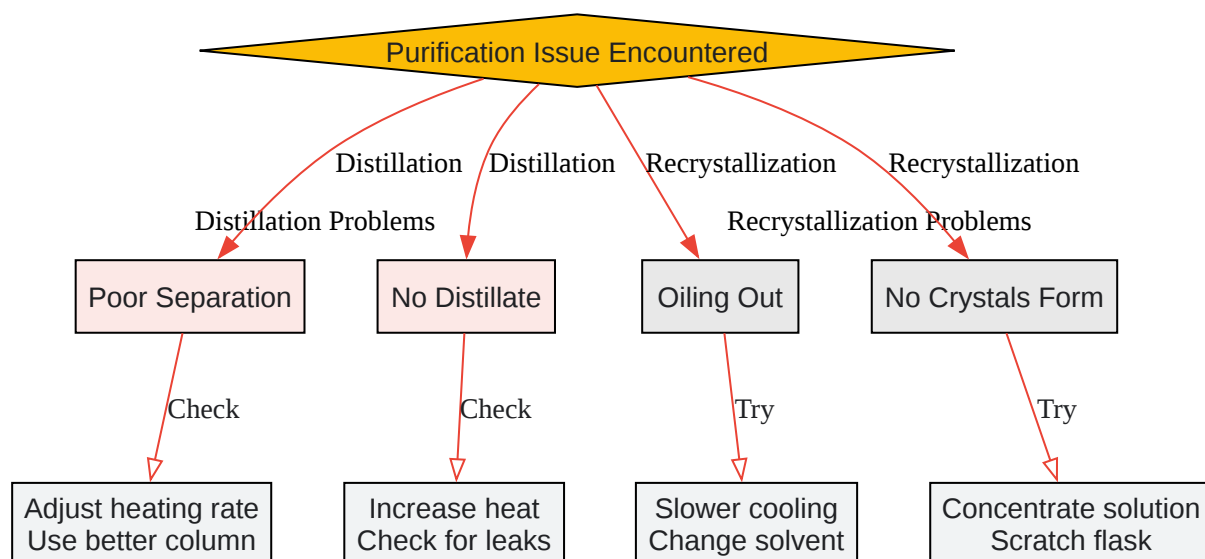 Purification Issue Encountered
Distillation
Distillation
Recrystallization
Recrystallization
Distillation Problems
Recrystallization Problems
Poor Separation
No Distillate
Oiling Out
No Crystals Form
Check
Check
Try
Try
Adjust heating rate
Use better column
Increase heat
Check for leaks
Slower cooling
Change solvent
Concentrate solution
Scratch flask